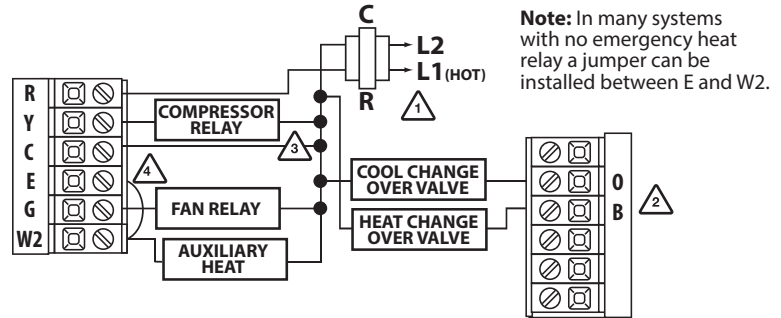 C
L2
L1(HOT)
R
1
Note: In many systems
with no emergency heat
relay a jumper can be
installed between E and W2.
R
Y
C
E
G
W2
COMPRESSOR
RELAY
3
4
FAN RELAY
AUXILIARY
HEAT
COOL CHANGE
OVER VALVE
HEAT CHANGE
OVER VALVE
O
B
2